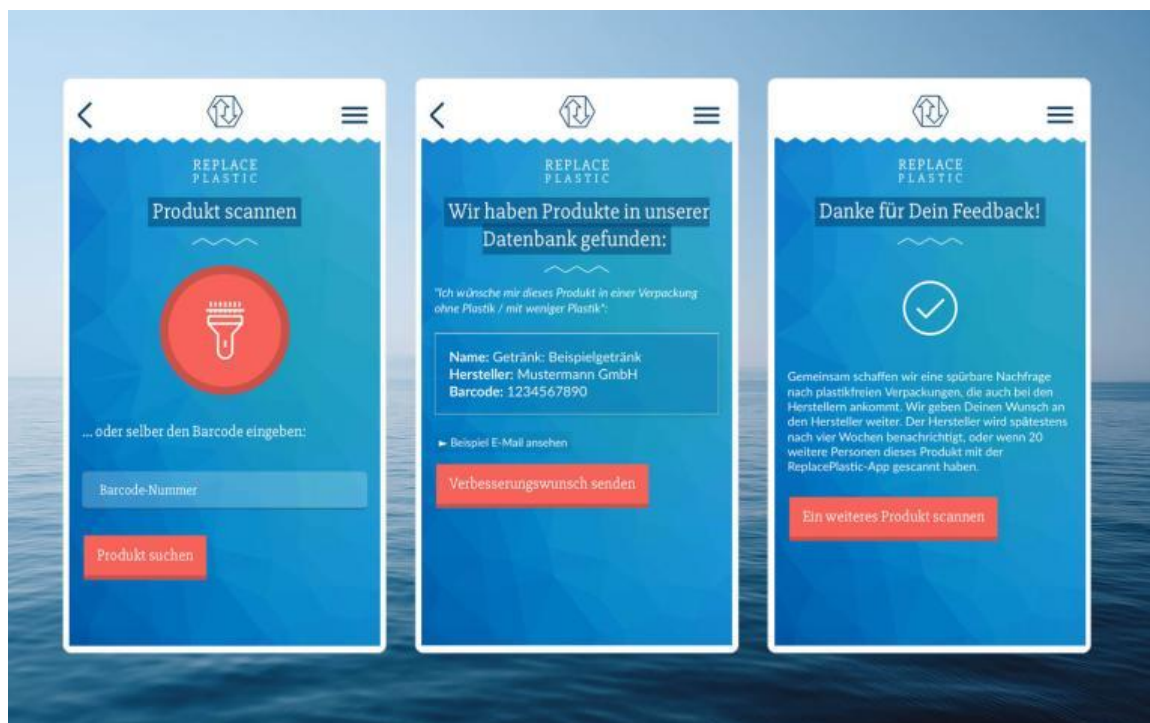 REPLACE
PLASTIC
Produkt scannen
... oder selber den Barcode eingeben:
Barcode-Nummer
Produkt suchen
REPLACE
PLASTIC
Wir haben Produkte in unserer
Datenbank gefunden:
"Ich wünsche mir dieses Produkt in einer Verpackung
ohne Plastik / mit weniger Plastik":
Name: Getränk: Beispielgetränk
Hersteller: Mustermann GmbH
Barcode: 1234567890
► Beispiel E-Mail ansehen
Verbesserungswunsch senden
REPLACE
PLASTIC
Danke für Dein Feedback!
Gemeinsam schaffen wir eine spürbare Nachfrage
nach plastikfreien Verpackungen, die auch bei den
Herstellern ankommt. Wir geben Deinen Wunsch an
den Hersteller weiter. Der Hersteller wird spätestens
nach vier Wochen benachrichtigt, oder wenn 20
weitere Personen dieses Produkt mit der
ReplacePlastic-App gescannt haben.
Ein weiteres Produkt scannen